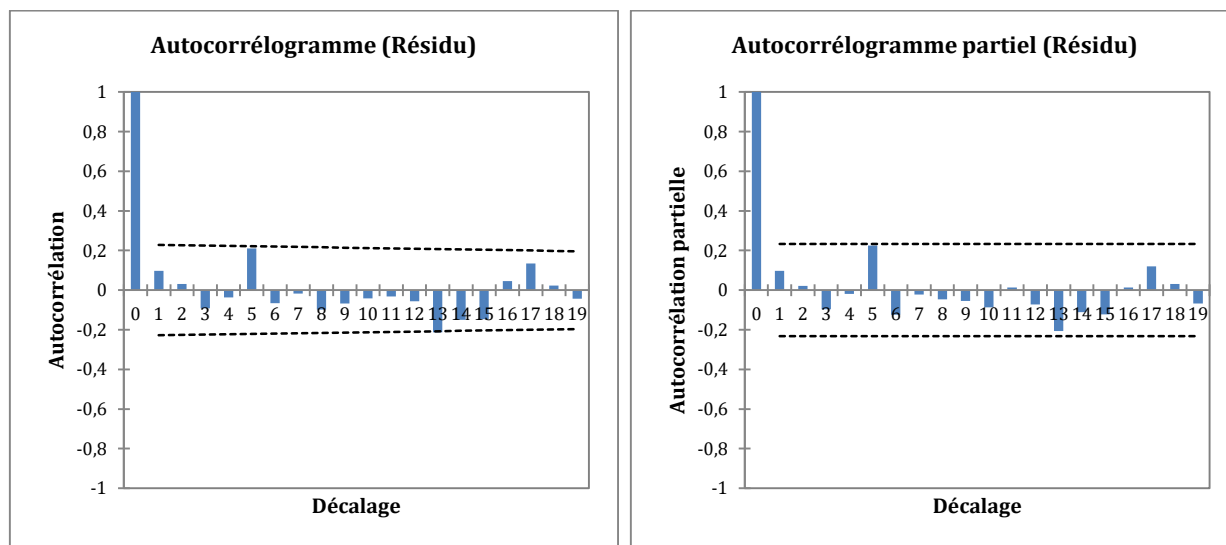 Autocorrélogramme (Résidu)
1
0,8
0,6
0,4
0,2
0
-0,2
-0,4
-0,6
-0,8
-1
0 1 2 3 4 5 6 7 8 9 10 11 12 13 14 15 16 17 18 19
Autocorrélation
Décalage
Autocorrélogramme partiel (Résidu)
1
0,8
0,6
0,4
0,2
0
-0,2
-0,4
-0,6
-0,8
-1
0 1 2 3 4 5 6 7 8 9 10 11 12 13 14 15 16 17 18 19
Autocorrélation partielle
Décalage